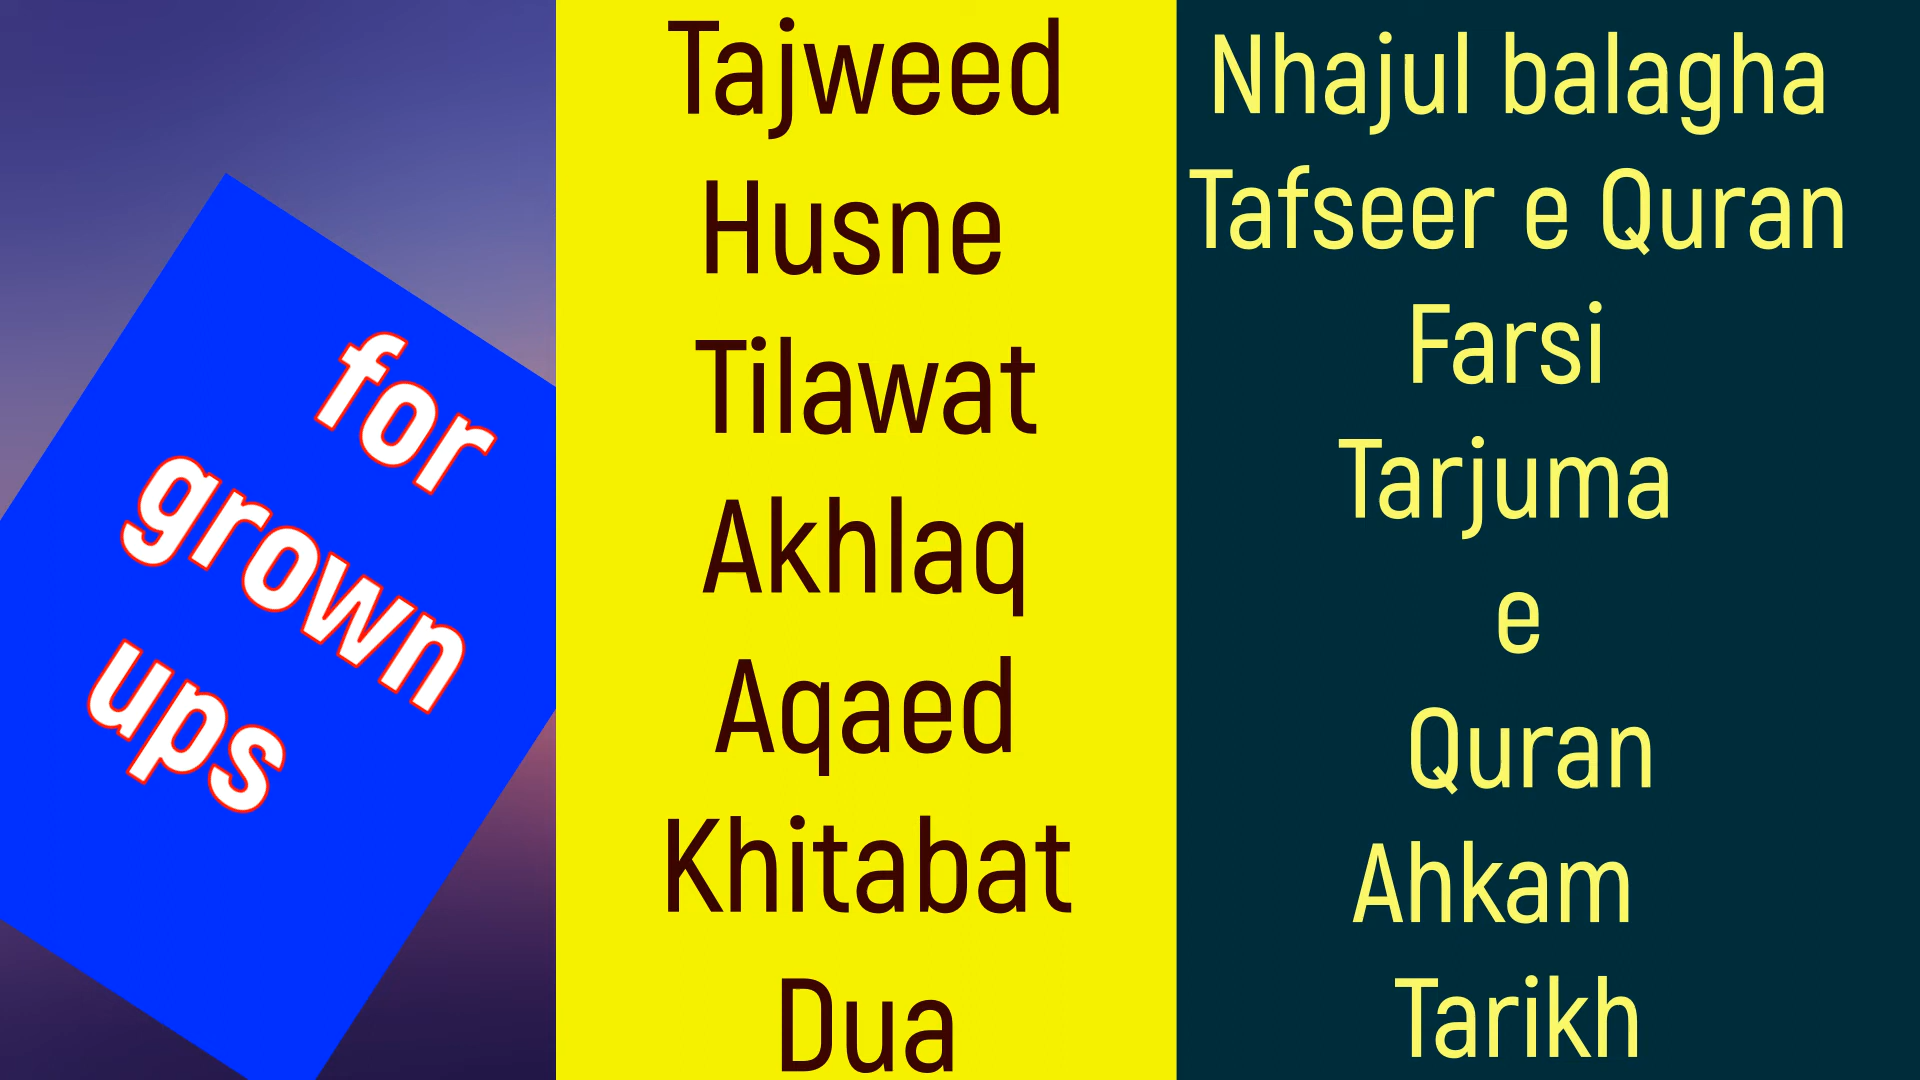 for
grown
ups
Tajweed
Husne
Tilawat
Akhlaq
Aqaed
Khitabat
Dua
Nhajul balagha
Tafseer e Quran
Farsi
Tarjuma
e
Quran
Ahkam
Tarikh